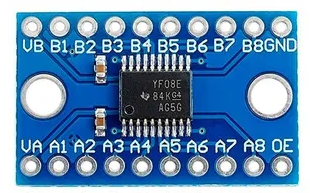 VB B1 B2 B3 B4 B5 B6 B7 B8 GND
YF08E
84K G4
AG5G
VA A1 A2 A3 A4 A5 A6 A7 A8 OE